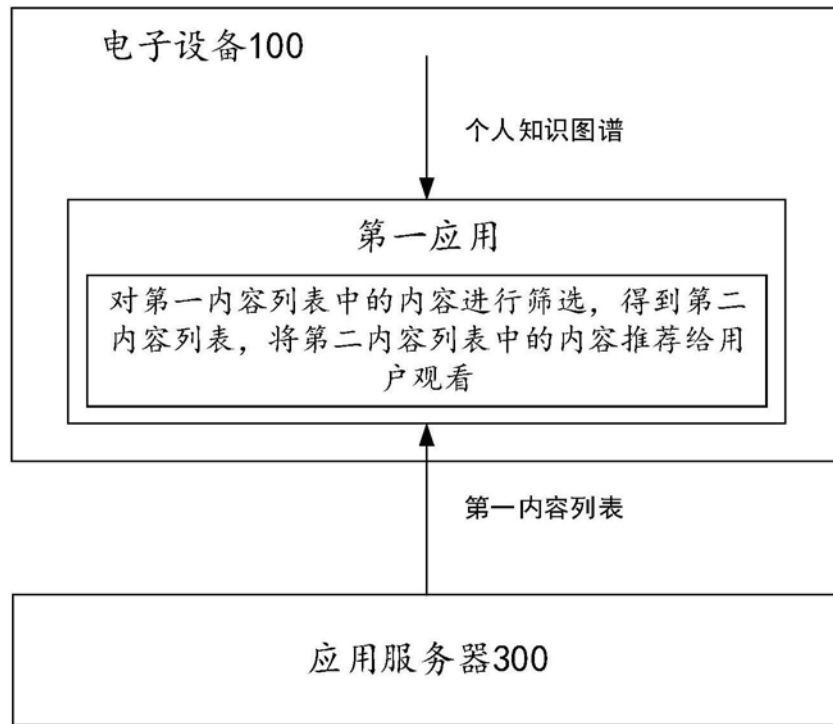 电子设备100
个人知识图谱
第一应用
对第一内容列表中的内容进行筛选，得到第二
内容列表，将第二内容列表中的内容推荐给用
户观看
第一内容列表
应用服务器300